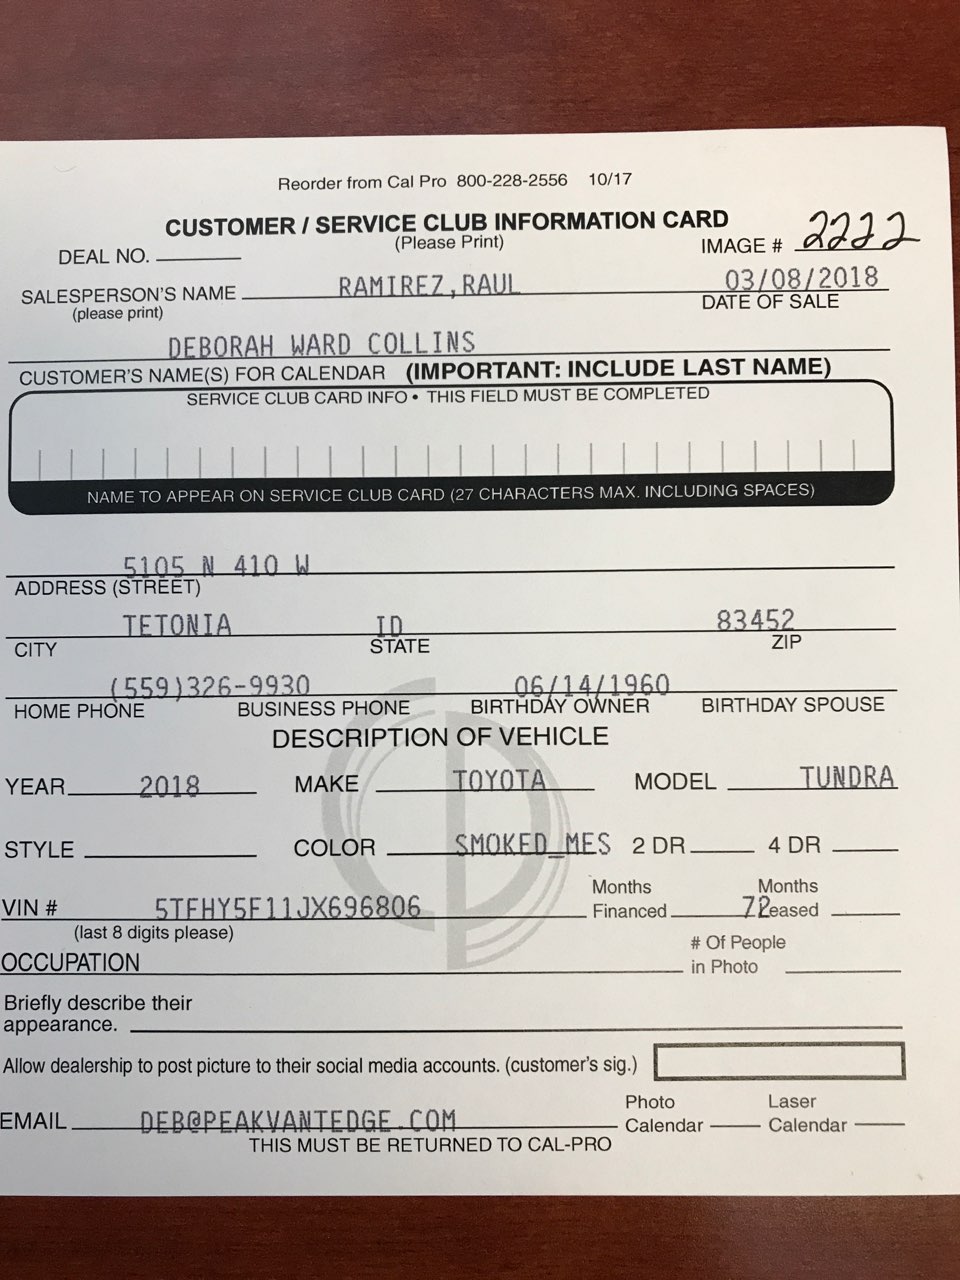 Reorder from Cal Pro 800-228-2556 10/17
CUSTOMER / SERVICE CLUB INFORMATION CARD
(Please Print)
DEAL NO. IMAGE # 2222
SALESPERSON'S NAME RAMIREZ,RAUL 03/08/2018
(please print) DATE OF SALE
DEBORAH WARD COLLINS
CUSTOMER'S NAME(S) FOR CALENDAR (IMPORTANT: INCLUDE LAST NAME)
SERVICE CLUB CARD INFO • THIS FIELD MUST BE COMPLETED
NAME TO APPEAR ON SERVICE CLUB CARD (27 CHARACTERS MAX. INCLUDING SPACES)
5105 N 410 W
ADDRESS (STREET)
TETONIA ID 83452
CITY STATE ZIP
(559)326-9930 06/14/1960
HOME PHONE BUSINESS PHONE BIRTHDAY OWNER BIRTHDAY SPOUSE
DESCRIPTION OF VEHICLE
YEAR 2018 MAKE TOYOTA MODEL TUNDRA
STYLE COLOR SMOKED_MES 2 DR 4 DR
VIN # 5TFHY5F11JX696806 Months Financed 72 Months Leased
(last 8 digits please)
OCCUPATION # Of People in Photo
Briefly describe their
appearance.
Allow dealership to post picture to their social media accounts. (customer's sig.)
EMAIL DEB@PEAKVANTEDGE.COM Photo Calendar Laser Calendar
THIS MUST BE RETURNED TO CAL-PRO